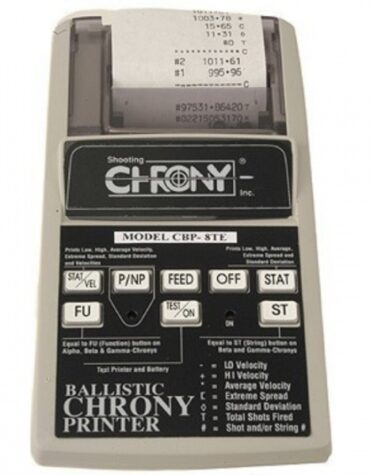 1003·78 *
15·65 C
11·31 ◊
#0 T
--------C
#2 1011·61
#1 995·96
--------C
#97531·86420T
#02215053170X
Shooting
CHRONY ®
Inc.
MODEL CBP- 8TE
Prints Low, High, Average Velocity,
Extreme Spread, Standard Deviation
and Velocities
Prints Low, High, Average,
Extreme Spread and
Standard Deviation
STAT/VEL P/NP FEED OFF STAT
FU TEST/ON ON ST
Equal to FU (Function) button on
Alpha, Beta & Gamma-Chronys
Equal to ST (String) button on
Beta and Gamma-Chronys
Test Printer and Battery
BALLISTIC
CHRONY
PRINTER
- = LO Velocity
+ = HI Velocity
* = Average Velocity
C = Extreme Spread
◊ = Standard Deviation
T = Total Shots Fired
# = Shot and/or String #